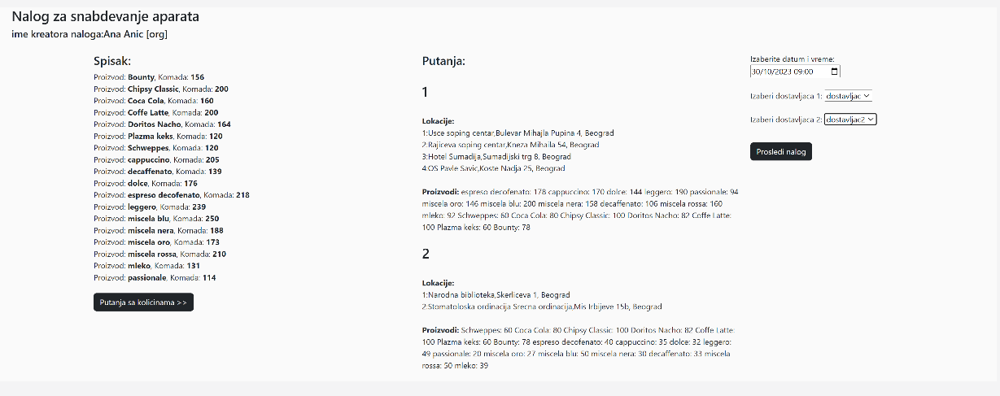 Nalog za snabdevanje aparata
ime kreatora naloga:Ana Anic [org]
Spisak:
Proizvod: Bounty, Komada: 156
Proizvod: Chipsy Classic, Komada: 200
Proizvod: Coca Cola, Komada: 160
Proizvod: Coffe Latte, Komada: 200
Proizvod: Doritos Nacho, Komada: 164
Proizvod: Plazma keks, Komada: 120
Proizvod: Schweppes, Komada: 120
Proizvod: cappuccino, Komada: 205
Proizvod: decaffenato, Komada: 139
Proizvod: dolce, Komada: 176
Proizvod: espreso decofenato, Komada: 218
Proizvod: leggero, Komada: 239
Proizvod: miscela blu, Komada: 250
Proizvod: miscela nera, Komada: 188
Proizvod: miscela oro, Komada: 173
Proizvod: miscela rossa, Komada: 210
Proizvod: mleko, Komada: 131
Proizvod: passionale, Komada: 114
Putanja sa kolicinama >>
Putanja:
1
Lokacije:
1:Usce soping centar,Bulevar Mihajla Pupina 4, Beograd
2:Rajiceva soping centar,Kneza Mihaila 54, Beograd
3:Hotel Sumadija,Sumadijski trg 8, Beograd
4:OS Pavle Savic,Koste Nadja 25, Beograd
Proizvodi: espreso decofenato: 178 cappuccino: 170 dolce: 144 leggero: 190 passionale: 94
miscela oro: 146 miscela blu: 200 miscela nera: 158 decaffenato: 106 miscela rossa: 160
mleko: 92 Schweppes: 60 Coca Cola: 80 Chipsy Classic: 100 Doritos Nacho: 82 Coffe Latte:
100 Plazma keks: 60 Bounty: 78
2
Lokacije:
1:Narodna biblioteka,Skerliceva 1, Beograd
2:Stomatoloska ordinacija Srecna ordinacija,Mis Irbijeve 15b, Beograd
Proizvodi: Schweppes: 60 Coca Cola: 80 Chipsy Classic: 100 Doritos Nacho: 82 Coffe Latte:
100 Plazma keks: 60 Bounty: 78 espreso decofenato: 40 cappuccino: 35 dolce: 32 leggero:
49 passionale: 20 miscela oro: 27 miscela blu: 50 miscela nera: 30 decaffenato: 33 miscela
rossa: 50 mleko: 39
Izaberite datum i vreme:
30/10/2023 09:00
Izaberi dostavljaca 1: dostavljac
Izaberi dostavljaca 2: dostavljac2
Prosledi nalog